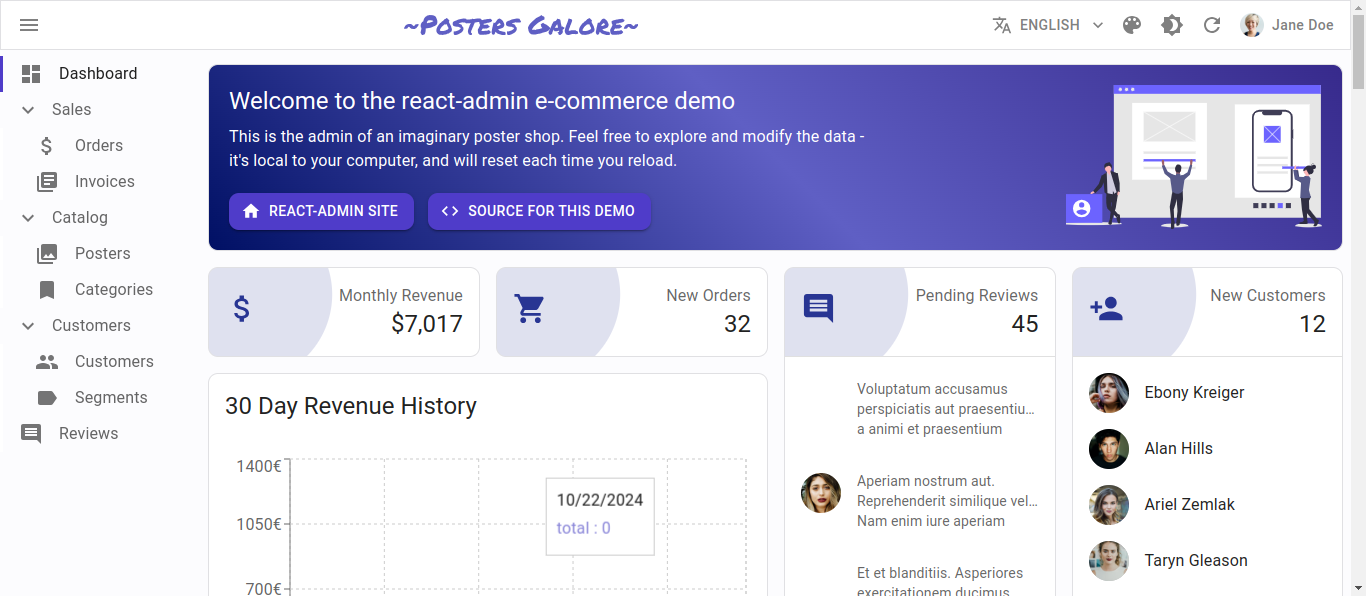 ~Posters Galore~
ENGLISH
Jane Doe
Dashboard
Sales
Orders
Invoices
Catalog
Posters
Categories
Customers
Customers
Segments
Reviews
Welcome to the react-admin e-commerce demo
This is the admin of an imaginary poster shop. Feel free to explore and modify the data -
it's local to your computer, and will reset each time you reload.
REACT-ADMIN SITE
SOURCE FOR THIS DEMO
Monthly Revenue
$7,017
New Orders
32
Pending Reviews
45
New Customers
12
30 Day Revenue History
1400€
1050€
700€
10/22/2024
total : 0
Voluptatum accusamus
perspiciatis aut praesentiu…
a animi et praesentium
Aperiam nostrum aut.
Reprehenderit similique vel…
Nam enim iure aperiam
Et et blanditiis. Asperiores
exercitationem ducimus
Ebony Kreiger
Alan Hills
Ariel Zemlak
Taryn Gleason